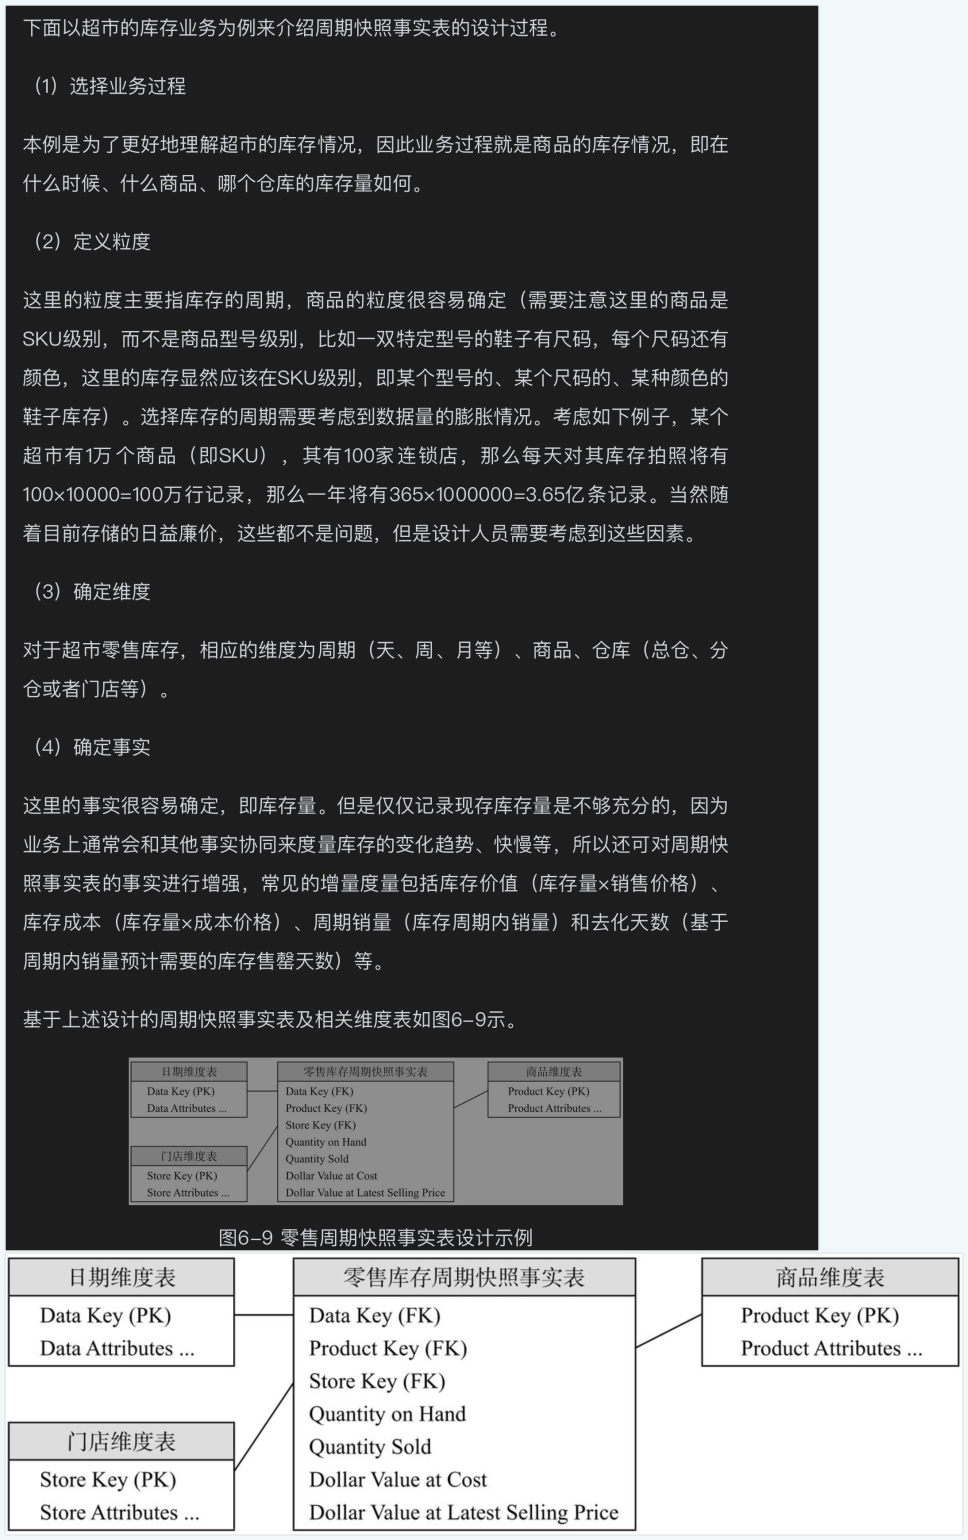 下面以超市的库存业务为例来介绍周期快照事实表的设计过程。
（1）选择业务过程
本例是为了更好地理解超市的库存情况，因此业务过程就是商品的库存情况，即在
什么时候、什么商品、哪个仓库的库存量如何。
（2）定义粒度
这里的粒度主要指库存的周期，商品的粒度很容易确定（需要注意这里的商品是
SKU级别，而不是商品型号级别，比如一双特定型号的鞋子有尺码，每个尺码还有
颜色，这里的库存显然应该在SKU级别，即某个型号的、某个尺码的、某种颜色的
鞋子库存）。选择库存的周期需要考虑到数据量的膨胀情况。考虑如下例子，某个
超市有1万个商品（即SKU），其有100家连锁店，那么每天对其库存拍照将有
100×10000=100万行记录，那么一年将有365×1000000=3.65亿条记录。当然随
着目前存储的日益廉价，这些都不是问题，但是设计人员需要考虑到这些因素。
（3）确定维度
对于超市零售库存，相应的维度为周期（天、周、月等）、商品、仓库（总仓、分
仓或者门店等）。
（4）确定事实
这里的事实很容易确定，即库存量。但是仅仅记录现存库存量是不够充分的，因为
业务上通常会和其他事实协同来度量库存的变化趋势、快慢等，所以还可对周期快
照事实表的事实进行增强，常见的增量度量包括库存价值（库存量×销售价格）、
库存成本（库存量×成本价格）、周期销量（库存周期内销量）和去化天数（基于
周期内销量预计需要的库存售罄天数）等。
基于上述设计的周期快照事实表及相关维度表如图6-9示。
日期维度表
Data Key (PK)
Data Attributes ...
门店维度表
Store Key (PK)
Store Attributes ...
零售库存周期快照事实表
Data Key (FK)
Product Key (FK)
Store Key (FK)
Quantity on Hand
Quantity Sold
Dollar Value at Cost
Dollar Value at Latest Selling Price
商品维度表
Product Key (PK)
Product Attributes ...
图6-9 零售周期快照事实表设计示例
日期维度表
Data Key (PK)
Data Attributes ...
门店维度表
Store Key (PK)
Store Attributes ...
零售库存周期快照事实表
Data Key (FK)
Product Key (FK)
Store Key (FK)
Quantity on Hand
Quantity Sold
Dollar Value at Cost
Dollar Value at Latest Selling Price
商品维度表
Product Key (PK)
Product Attributes ...